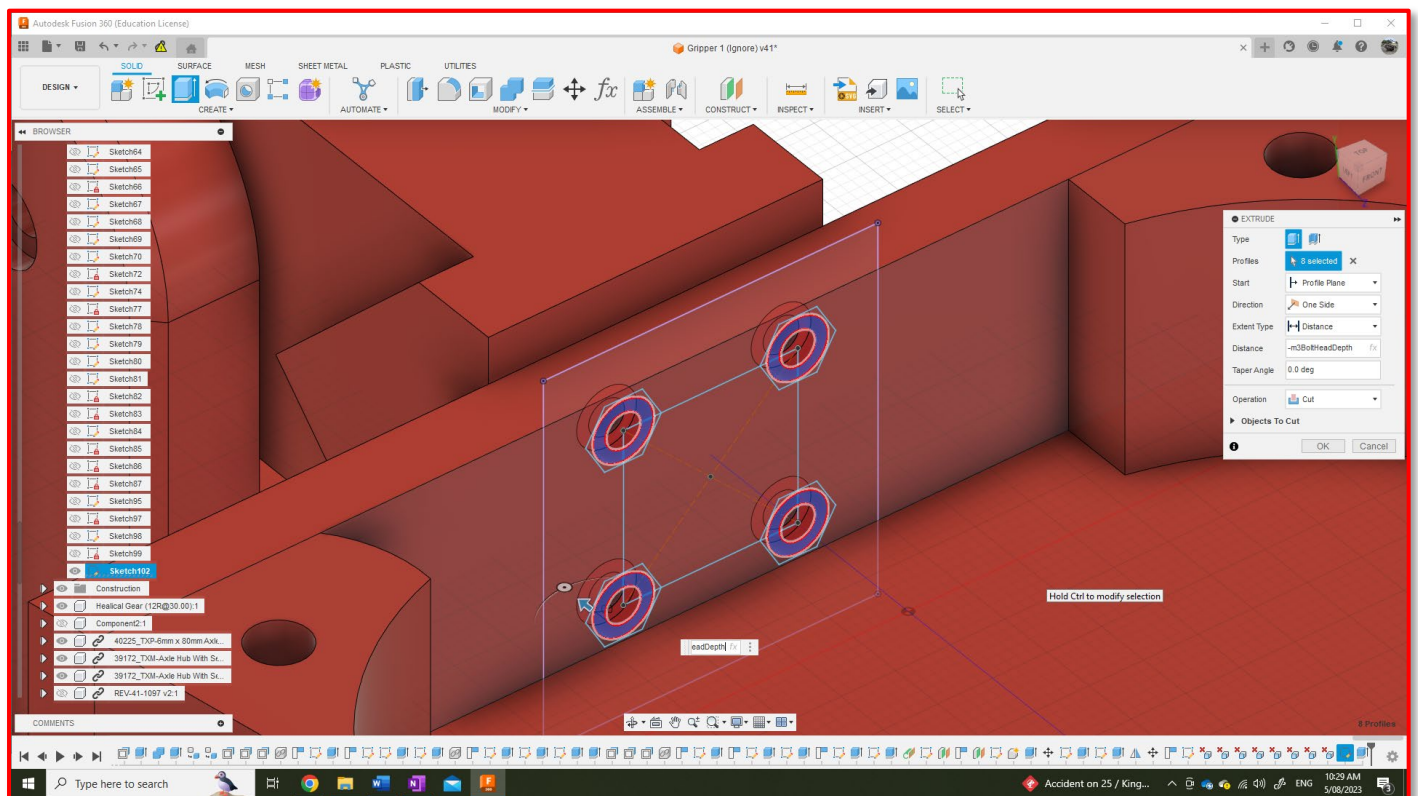 Autodesk Fusion 360 (Education License)
Gripper 1 (Ignore) v41*
SOLID SURFACE MESH SHEET METAL PLASTIC UTILITIES
DESIGN
CREATE AUTOMATE MODIFY ASSEMBLE CONSTRUCT INSPECT INSERT SELECT
BROWSER
Sketch64
Sketch65
Sketch66
Sketch67
Sketch68
Sketch69
Sketch70
Sketch72
Sketch74
Sketch77
Sketch78
Sketch79
Sketch80
Sketch81
Sketch82
Sketch83
Sketch84
Sketch85
Sketch86
Sketch87
Sketch95
Sketch97
Sketch98
Sketch99
Sketch102
Construction
Healical Gear (12R@30.00):1
Component2:1
40225_TXP-6mm x 80mm Axle...
39172_TXM-Axle Hub With Se...
39172_TXM-Axle Hub With Se...
REV-41-1097 v2:1
COMMENTS
TOP
FRONT
EXTRUDE
Type
Profiles 8 selected
Start Profile Plane
Direction One Side
Extent Type Distance
Distance -m3BoltHeadDepth fx
Taper Angle 0.0 deg
Operation Cut
Objects To Cut
OK Cancel
Hold Ctrl to modify selection
eadDepth fx
8 Profiles
Type here to search
Accident on 25 / King...
ENG
10:29 AM
5/08/2023